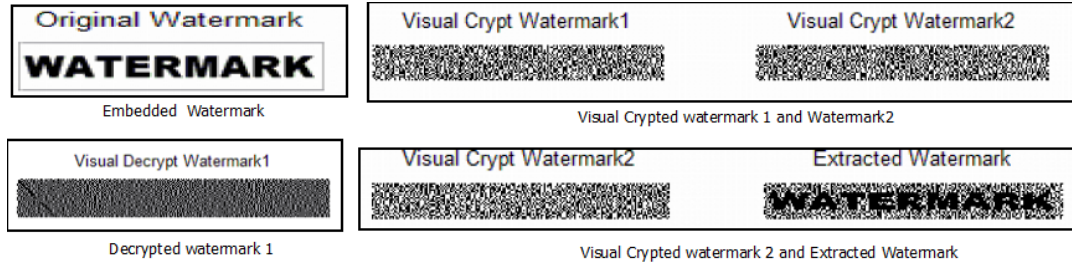 Original Watermark
WATERMARK
Embedded Watermark
Visual Crypt Watermark1
Visual Crypt Watermark2
Visual Crypted watermark 1 and Watermark2
Visual Decrypt Watermark1
Decrypted watermark 1
Visual Crypt Watermark2
Extracted Watermark
WATERMARK
Visual Crypted watermark 2 and Extracted Watermark